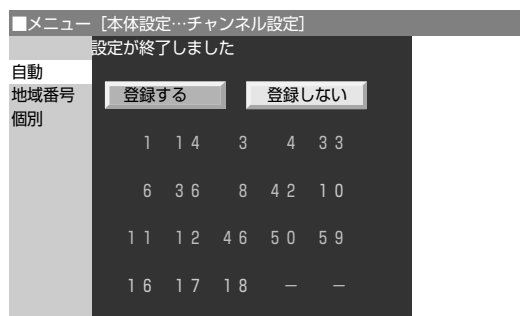 ■メニュー [本体設定…チャンネル設定]
設定が終了しました
自動
地域番号
個別
登録する 登録しない
1 14 3 4 33
6 36 8 42 10
11 12 46 50 59
16 17 18 － －